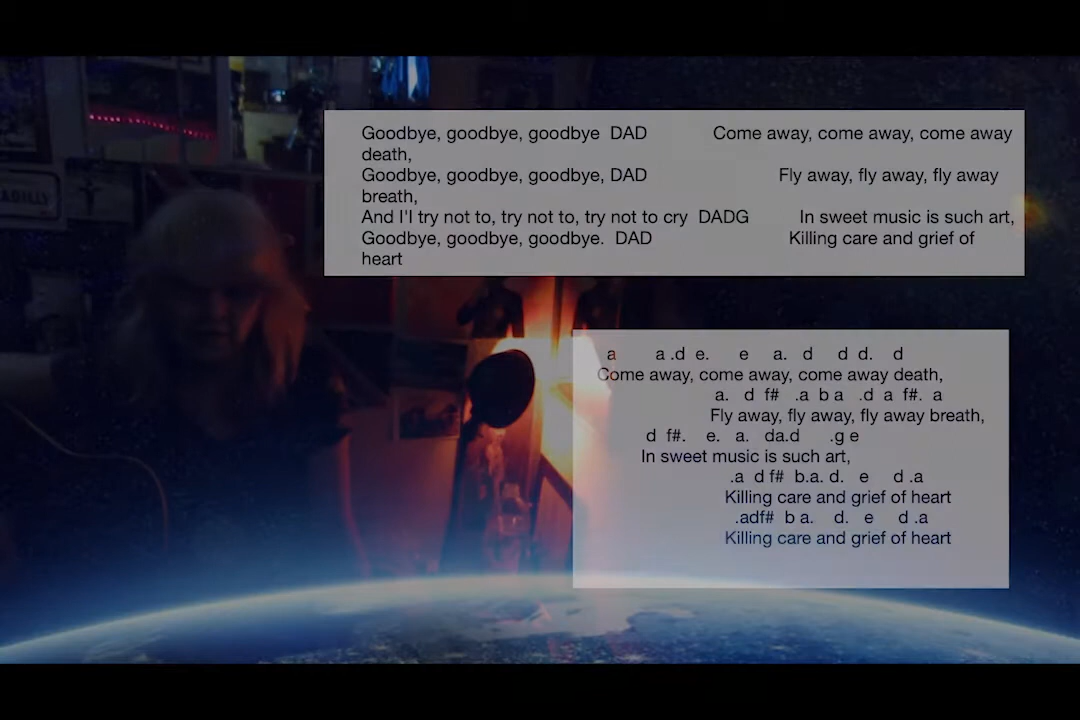 ADILLY
Goodbye, goodbye, goodbye DAD Come away, come away, come away
death,
Goodbye, goodbye, goodbye, DAD Fly away, fly away, fly away
breath,
And I'l try not to, try not to, try not to cry DADG In sweet music is such art,
Goodbye, goodbye, goodbye. DAD Killing care and grief of
heart
a a .d e. e a. d d d. d
Come away, come away, come away death,
a. d f# .a b a .d a f#. a
Fly away, fly away, fly away breath,
d f#. e. a. da.d .g e
In sweet music is such art,
.a d f# b.a. d. e d .a
Killing care and grief of heart
.adf# b a. d. e d .a
Killing care and grief of heart